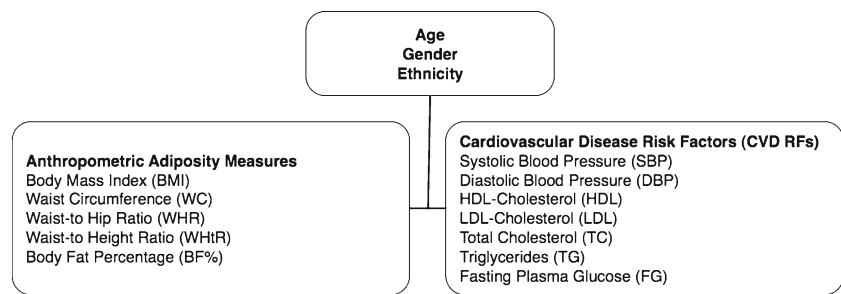 Age
Gender
Ethnicity
Anthropometric Adiposity Measures
Body Mass Index (BMI)
Waist Circumference (WC)
Waist-to Hip Ratio (WHR)
Waist-to Height Ratio (WHtR)
Body Fat Percentage (BF%)
Cardiovascular Disease Risk Factors (CVD RFs)
Systolic Blood Pressure (SBP)
Diastolic Blood Pressure (DBP)
HDL-Cholesterol (HDL)
LDL-Cholesterol (LDL)
Total Cholesterol (TC)
Triglycerides (TG)
Fasting Plasma Glucose (FG)